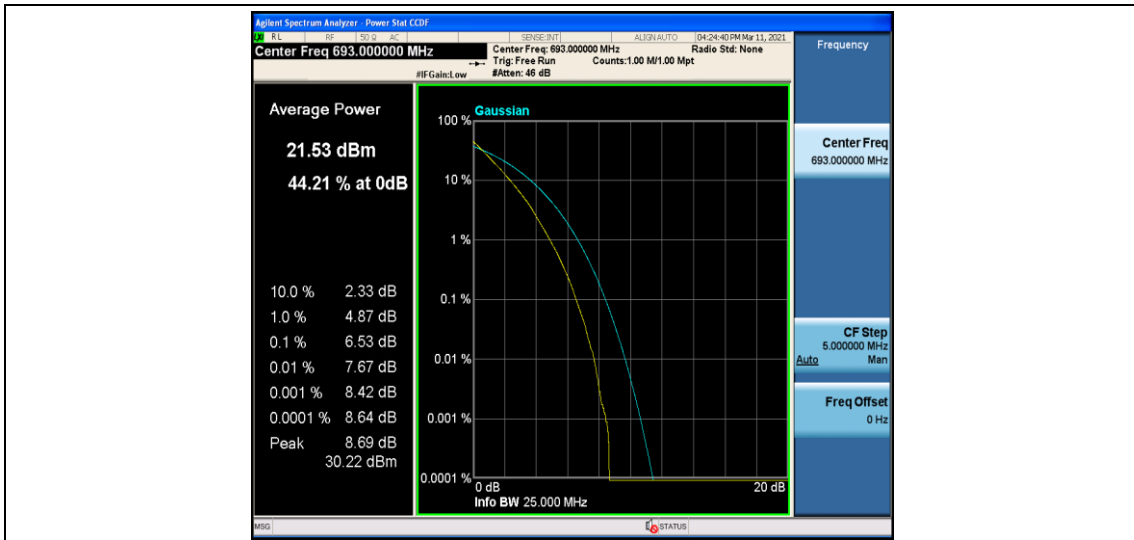 Agilent Spectrum Analyzer - Power Stat CCDF
LXI RL RF 50 Ω AC SENSE:INT ALIGN AUTO 04:24:40 PM Mar 11, 2021
Center Freq 693.000000 MHz
Center Freq: 693.000000 MHz Radio Std: None
Trig: Free Run Counts:1.00 M/1.00 Mpt
#IFGain:Low #Atten: 46 dB
Frequency
Average Power
21.53 dBm
44.21 % at 0dB
10.0 % 2.33 dB
1.0 % 4.87 dB
0.1 % 6.53 dB
0.01 % 7.67 dB
0.001 % 8.42 dB
0.0001 % 8.64 dB
Peak 8.69 dB
30.22 dBm
Gaussian
100 %
10 %
1 %
0.1 %
0.01 %
0.001 %
0.0001 %
0 dB 20 dB
Info BW 25.000 MHz
Center Freq
693.000000 MHz
CF Step
5.000000 MHz
Auto Man
Freq Offset
0 Hz
MSG STATUS